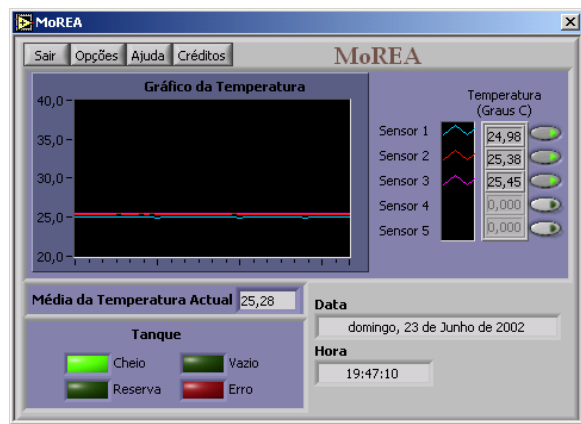 MoREA
Sair Opções Ajuda Créditos
MoREA
Gráfico da Temperatura
40,0
35,0
30,0
25,0
20,0
Temperatura
(Graus C)
Sensor 1 24,98
Sensor 2 25,38
Sensor 3 25,45
Sensor 4 0,000
Sensor 5 0,000
Média da Temperatura Actual 25,28
Tanque
Cheio Vazio
Reserva Erro
Data
domingo, 23 de Junho de 2002
Hora
19:47:10